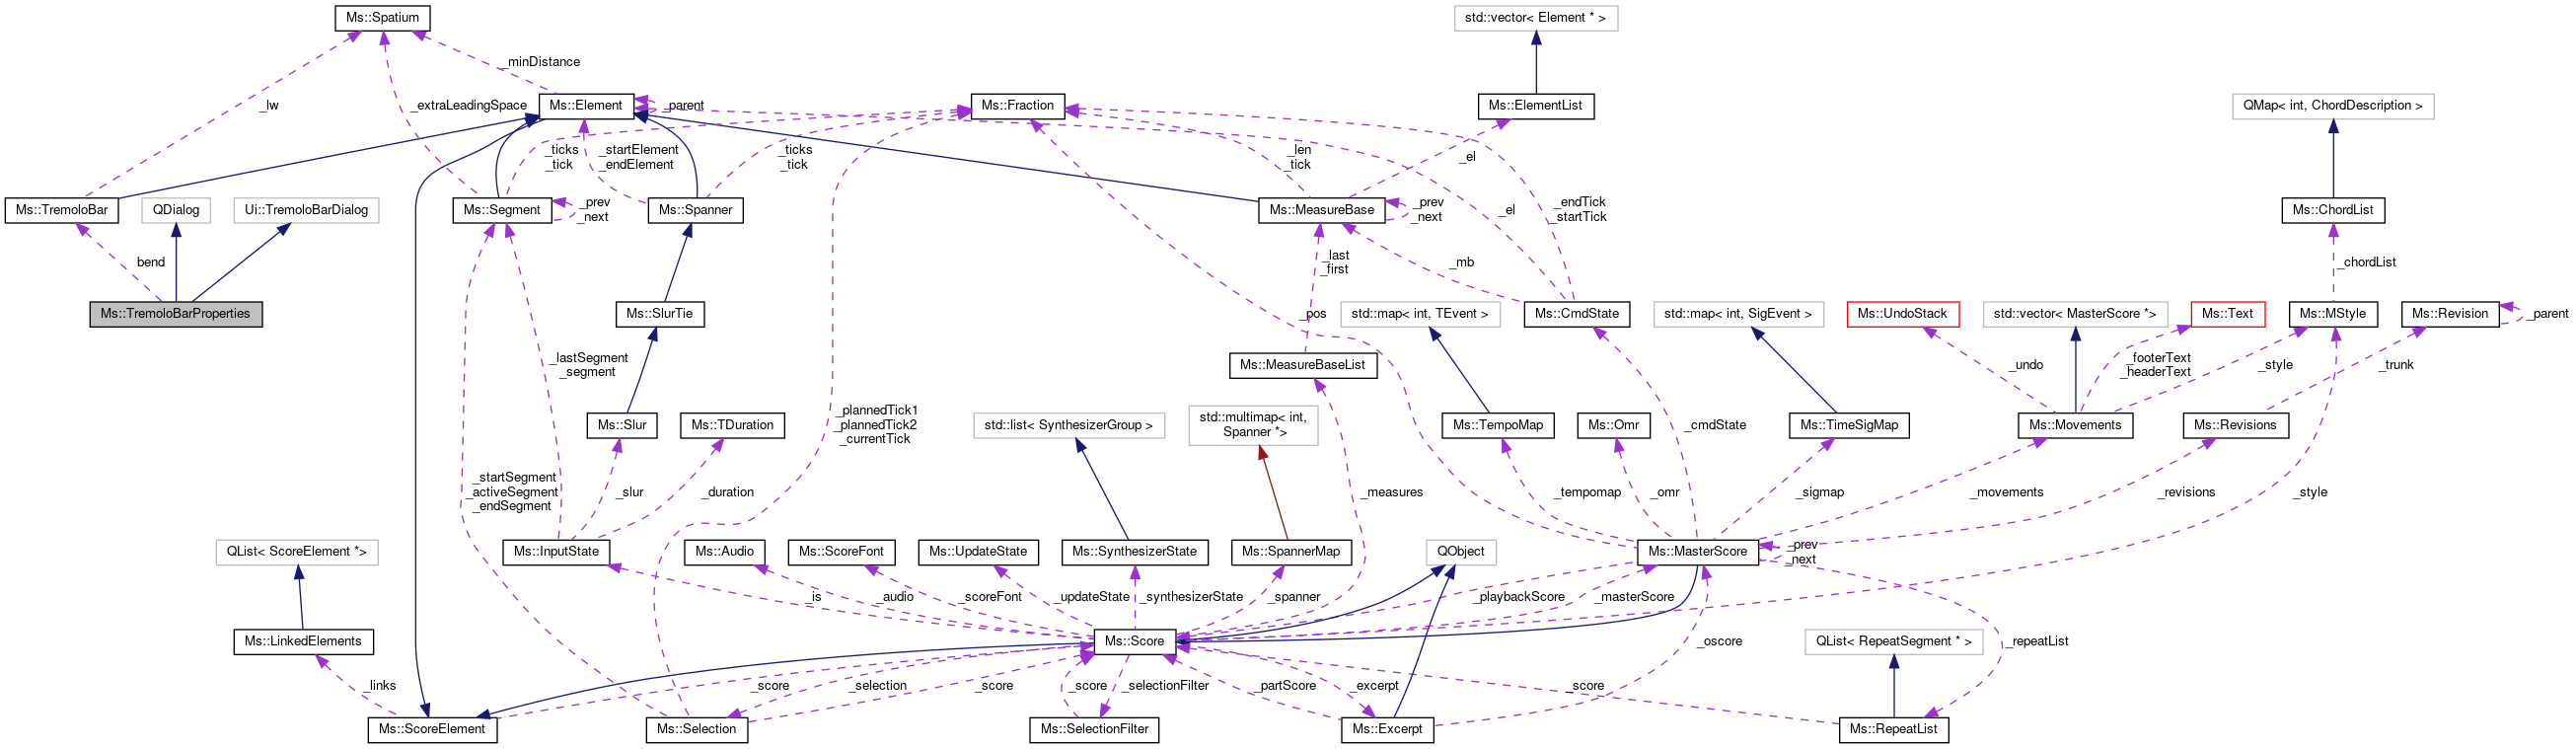 Ms::Spatium
std::vector< Element * >
_minDistance
_lw
_extraLeadingSpace
Ms::Element
_parent
Ms::Fraction
Ms::ElementList
QMap< int, ChordDescription >
_ticks
_tick
_startElement
_endElement
_ticks
_tick
_len
_tick
_el
Ms::TremoloBar
QDialog
Ui::TremoloBarDialog
Ms::Segment
_prev
_next
Ms::Spanner
Ms::MeasureBase
_prev
_next
_el
_endTick
_startTick
Ms::ChordList
bend
_last
_first
_mb
_chordList
Ms::TremoloBarProperties
Ms::SlurTie
_pos
std::map< int, TEvent >
Ms::CmdState
std::map< int, SigEvent >
Ms::UndoStack
std::vector< MasterScore *>
Ms::Text
Ms::MStyle
Ms::Revision
_parent
_lastSegment
_segment
Ms::MeasureBaseList
_undo
_footerText
_headerText
_style
_trunk
_plannedTick1
_plannedTick2
_currentTick
Ms::Slur
Ms::TDuration
std::list< SynthesizerGroup >
std::multimap< int,
Spanner *>
Ms::TempoMap
Ms::Omr
_cmdState
Ms::TimeSigMap
Ms::Movements
Ms::Revisions
_startSegment
_activeSegment
_endSegment
_slur
_duration
_measures
_tempomap
_omr
_sigmap
_movements
_revisions
_style
QList< ScoreElement *>
Ms::InputState
Ms::Audio
Ms::ScoreFont
Ms::UpdateState
Ms::SynthesizerState
Ms::SpannerMap
QObject
Ms::MasterScore
_prev
_next
_is
_audio
_scoreFont
_updateState
_synthesizerState
_spanner
_playbackScore
_masterScore
Ms::LinkedElements
Ms::Score
_oscore
QList< RepeatSegment * >
_repeatList
_links
_score
_selection
_score
_score
_selectionFilter
_partScore
_excerpt
_score
Ms::ScoreElement
Ms::Selection
Ms::SelectionFilter
Ms::Excerpt
Ms::RepeatList